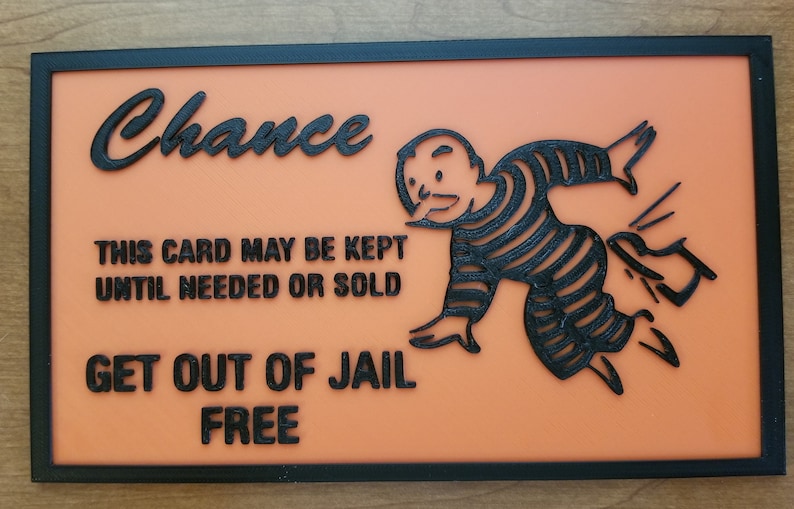 Chance
THIS CARD MAY BE KEPT
UNTIL NEEDED OR SOLD
GET OUT OF JAIL
FREE